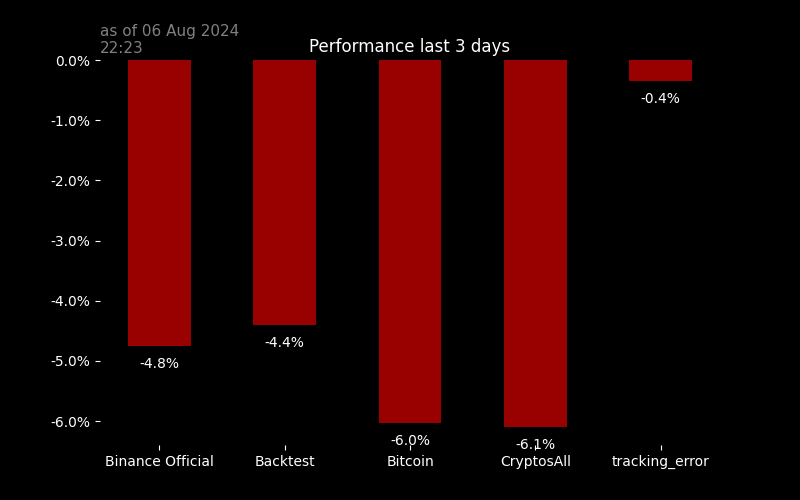 as of 06 Aug 2024
22:23
Performance last 3 days
0.0%
-1.0%
-2.0%
-3.0%
-4.0%
-5.0%
-6.0%
-4.8%
-4.4%
-6.0%
-6.1%
-0.4%
Binance Official
Backtest
Bitcoin
CryptosAll
tracking_error